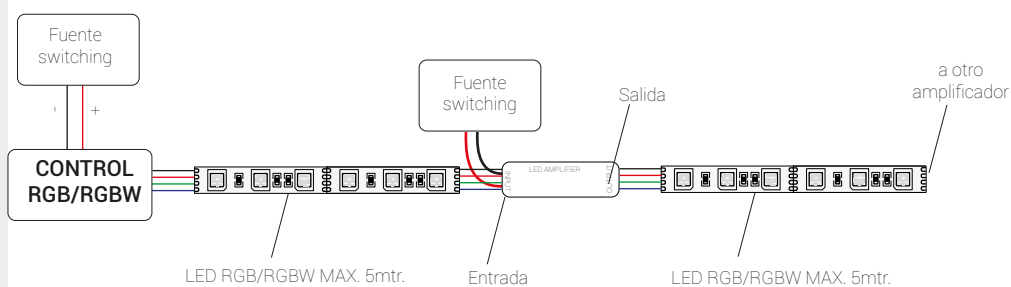 Fuente
switching
- +
CONTROL
RGB/RGBW
LED RGB/RGBW MAX. 5mtr.
Fuente
switching
INPUT
LED AMPLIFIER
OUTPUT
Entrada
Salida
LED RGB/RGBW MAX. 5mtr.
a otro
amplificador